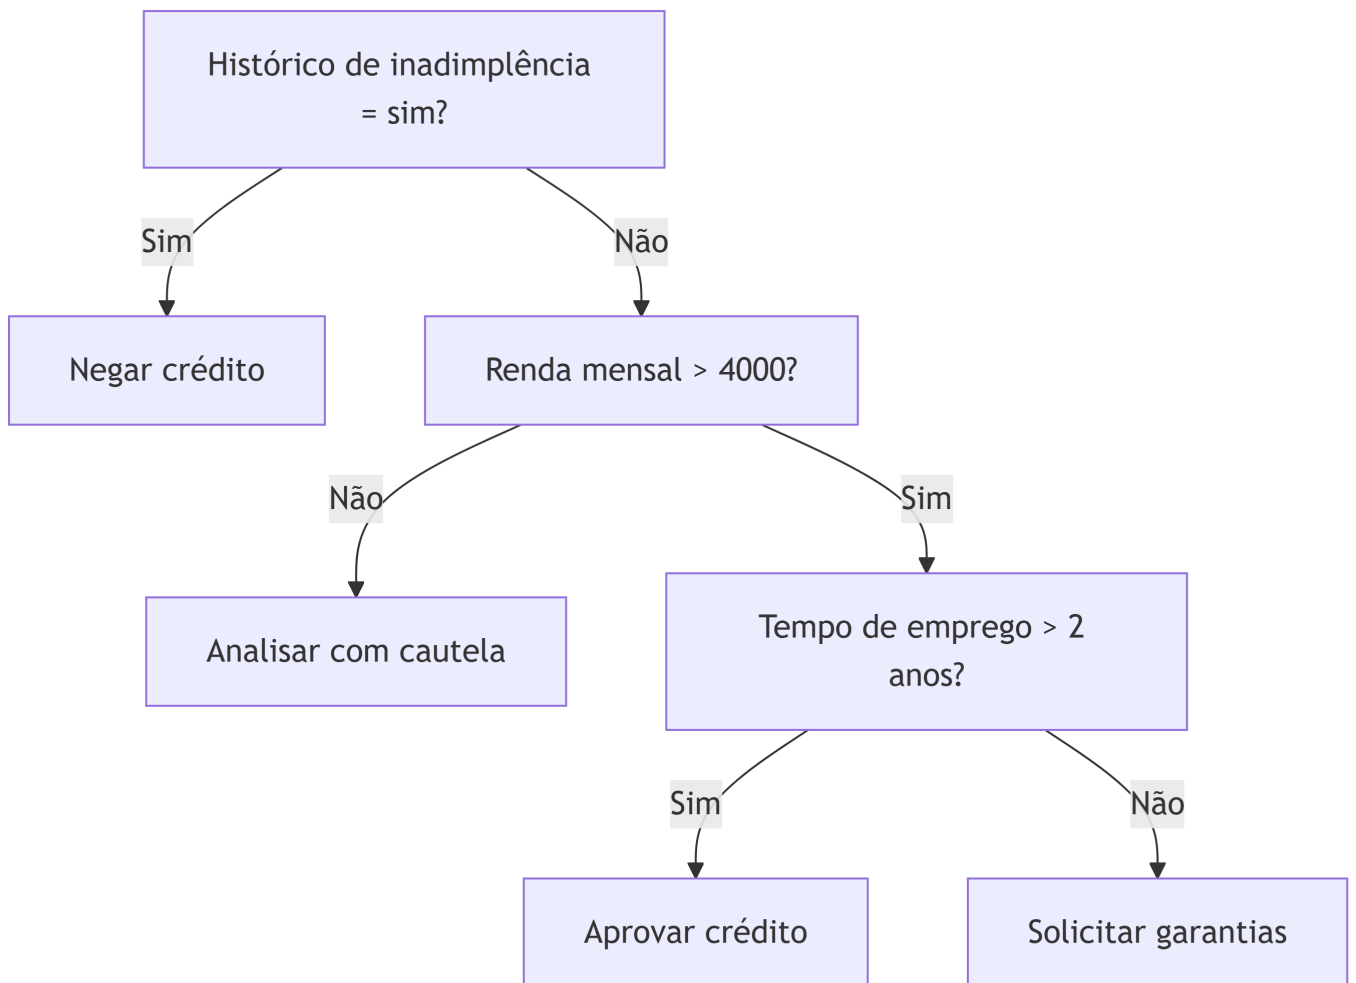 Histórico de inadimplência
= sim?
Sim
Não
Negar crédito
Renda mensal > 4000?
Não
Sim
Analisar com cautela
Tempo de emprego > 2
anos?
Sim
Não
Aprovar crédito
Solicitar garantias